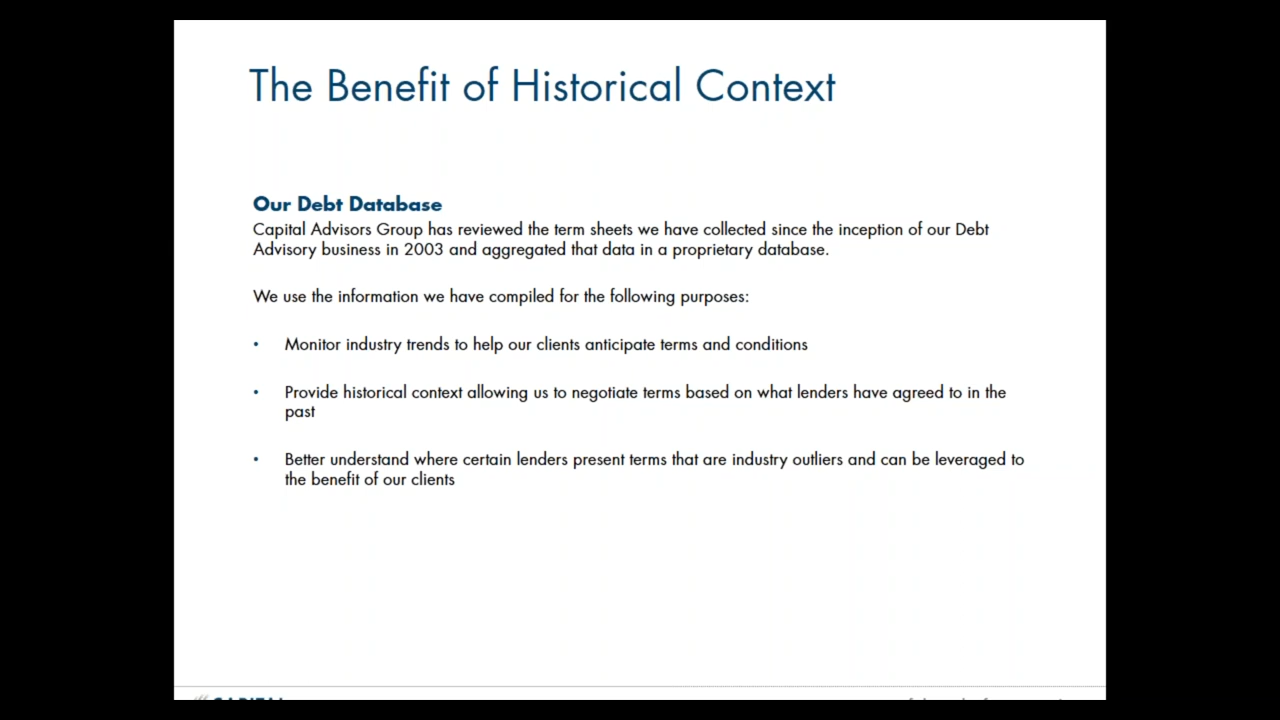 The Benefit of Historical Context
Our Debt Database
Capital Advisors Group has reviewed the term sheets we have collected since the inception of our Debt
Advisory business in 2003 and aggregated that data in a proprietary database.
We use the information we have compiled for the following purposes:
• Monitor industry trends to help our clients anticipate terms and conditions
• Provide historical context allowing us to negotiate terms based on what lenders have agreed to in the
past
• Better understand where certain lenders present terms that are industry outliers and can be leveraged to
the benefit of our clients
CAPITAL